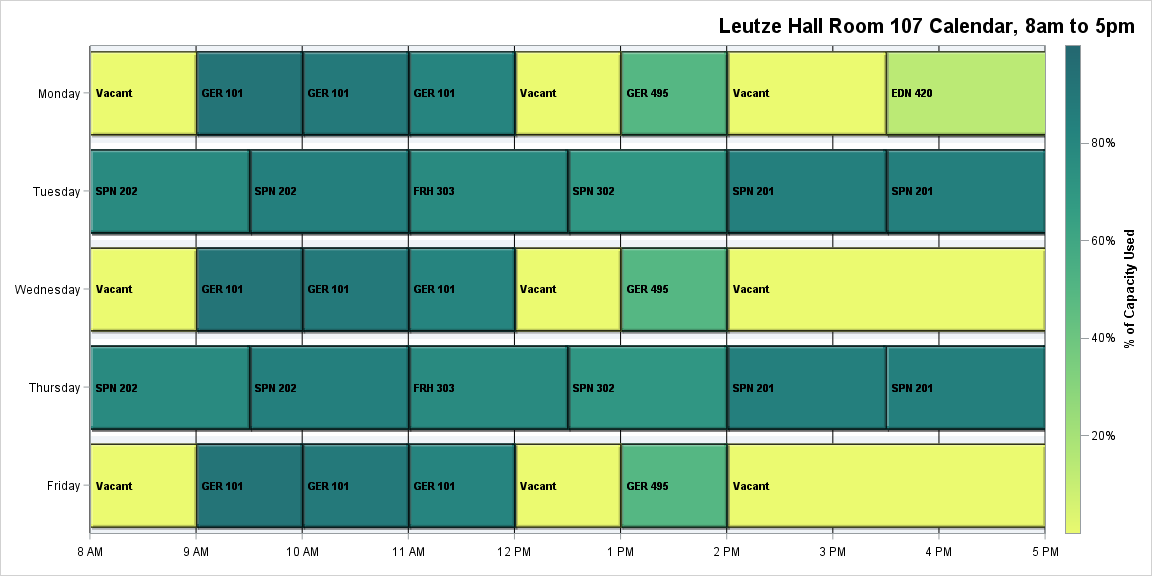 Leutze Hall Room 107 Calendar, 8am to 5pm
Monday
Vacant
GER 101
GER 101
GER 101
Vacant
GER 495
Vacant
EDN 420
Tuesday
SPN 202
SPN 202
FRH 303
SPN 302
SPN 201
SPN 201
Wednesday
Vacant
GER 101
GER 101
GER 101
Vacant
GER 495
Vacant
Thursday
SPN 202
SPN 202
FRH 303
SPN 302
SPN 201
SPN 201
Friday
Vacant
GER 101
GER 101
GER 101
Vacant
GER 495
Vacant
8 AM
9 AM
10 AM
11 AM
12 PM
1 PM
2 PM
3 PM
4 PM
5 PM
80%
60%
40%
20%
% of Capacity Used